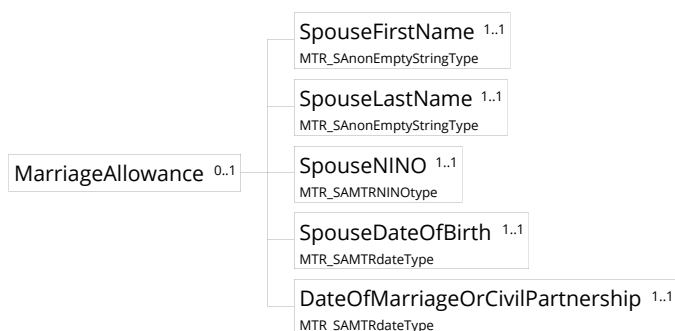 SpouseFirstName 1..1
MTR_SAnonEmptyStringType
SpouseLastName 1..1
MTR_SAnonEmptyStringType
MarriageAllowance 0..1
SpouseNINO 1..1
MTR_SAMTRNINOtype
SpouseDateOfBirth 1..1
MTR_SAMTRdateType
DateOfMarriageOrCivilPartnership 1..1
MTR_SAMTRdateType